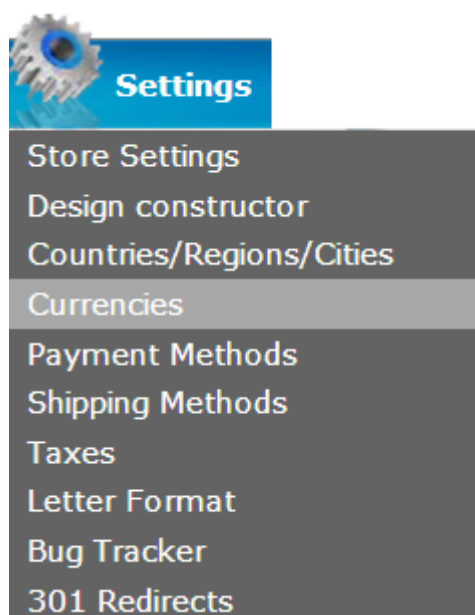 Settings
Store Settings
Design constructor
Countries/Regions/Cities
Currencies
Payment Methods
Shipping Methods
Taxes
Letter Format
Bug Tracker
301 Redirects